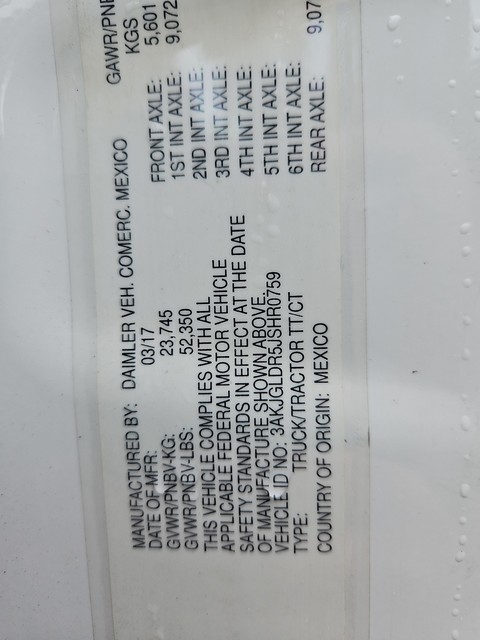 MANUFACTURED BY: DAIMLER VEH. COMERC. MEXICO
DATE OF MFR: 03/17
GVWR/PNBV-KG: 23,745
GVWR/PNBV-LBS: 52,350
THIS VEHICLE COMPLIES WITH ALL
APPLICABLE FEDERAL MOTOR VEHICLE
SAFETY STANDARDS IN EFFECT AT THE DATE
OF MANUFACTURE SHOWN ABOVE.
VEHICLE ID NO: 3AKJGLDR5JSHR0759
TYPE: TRUCK/TRACTOR TT/CT
COUNTRY OF ORIGIN: MEXICO
KGS
FRONT AXLE: 5,601
1ST INT AXLE: 9,072
2ND INT AXLE:
3RD INT AXLE:
4TH INT AXLE:
5TH INT AXLE:
6TH INT AXLE:
REAR AXLE: